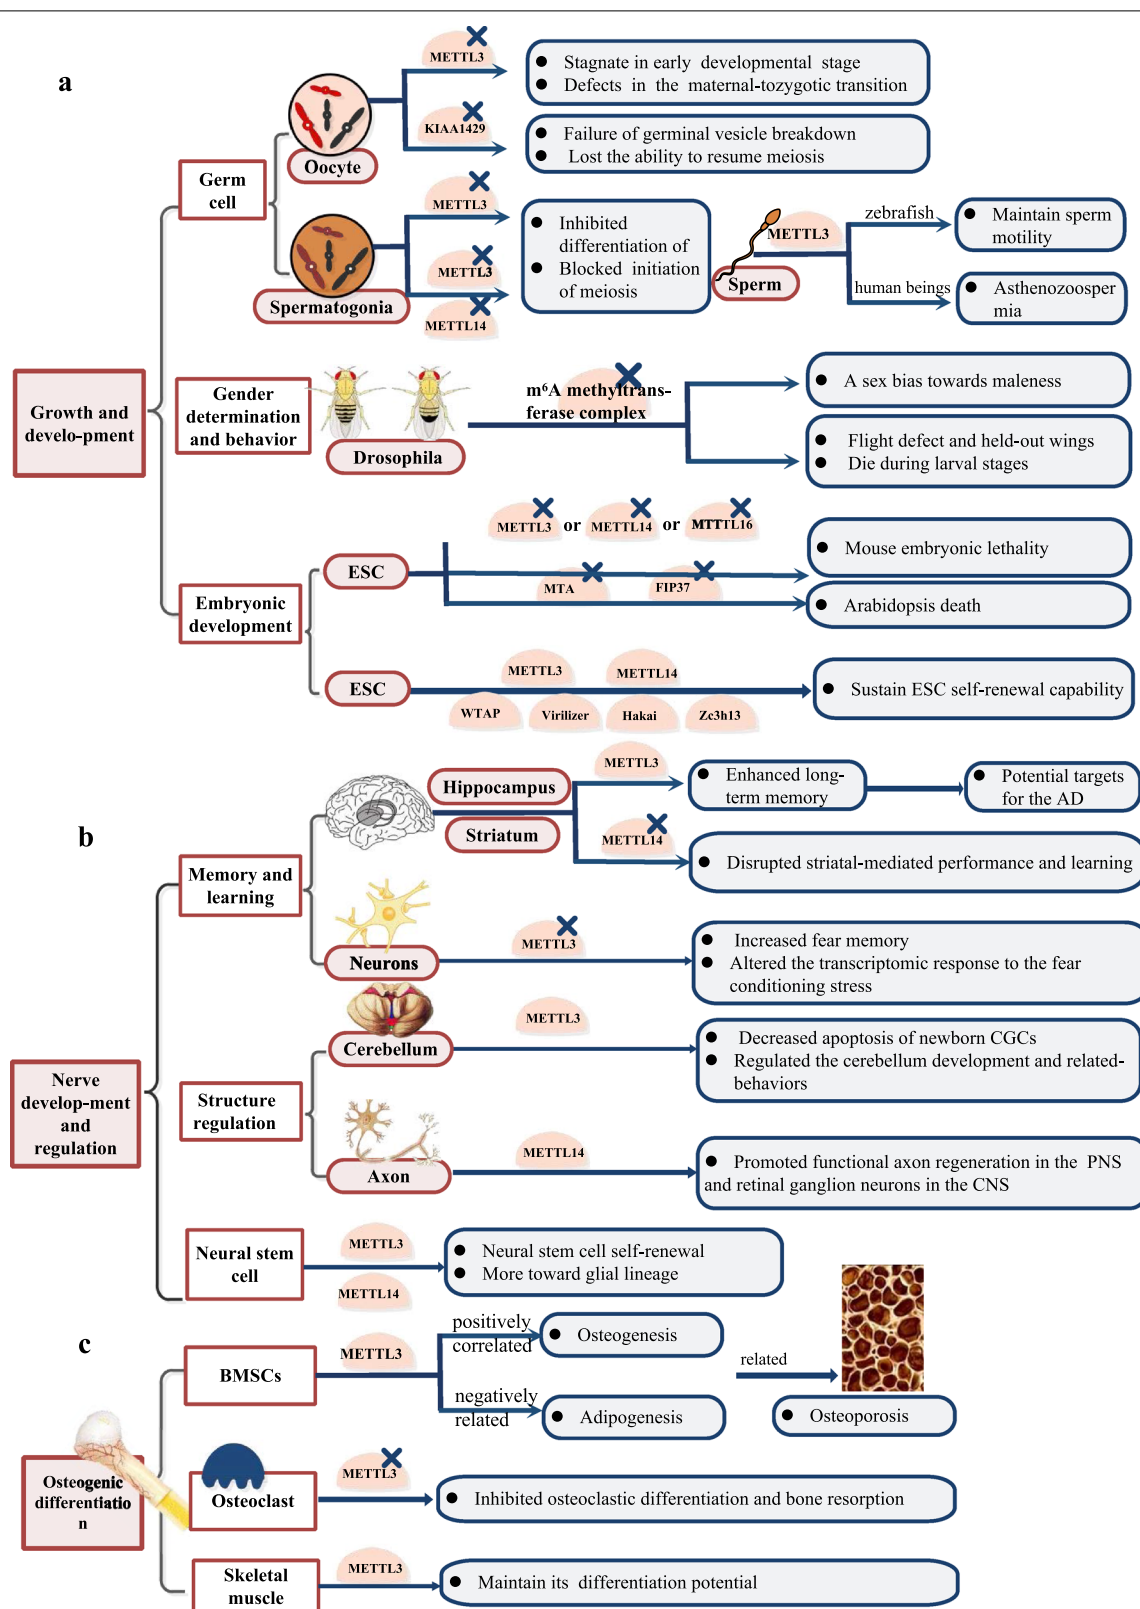 a
METTL3
● Stagnate in early developmental stage
● Defects in the maternal-tozygotic transition
KIAA1429
● Failure of germinal vesicle breakdown
● Lost the ability to resume meiosis
Oocyte
Germ
cell
METTL3
METTL3
METTL14
Spermatogonia
● Inhibited
differentiation of
● Blocked initiation
of meiosis
METTL3
Sperm
zebrafish
● Maintain sperm
motility
human beings
● Asthenozoosper
mia
Growth and
develo-pment
Gender
determination
and behavior
Drosophila
m⁶A methyltrans-
ferase complex
● A sex bias towards maleness
● Flight defect and held-out wings
● Die during larval stages
METTL3 or METTL14 or MTTTL16
ESC
● Mouse embryonic lethality
MTA
FIP37
● Arabidopsis death
Embryonic
development
METTL3
METTL14
ESC
● Sustain ESC self-renewal capability
WTAP
Virilizer
Hakai
Zc3h13
b
Hippocampus
Striatum
METTL3
● Enhanced long-
term memory
● Potential targets
for the AD
METTL14
● Disrupted striatal-mediated performance and learning
Memory and
learning
Neurons
METTL3
● Increased fear memory
● Altered the transcriptomic response to the fear
conditioning stress
Cerebellum
METTL3
● Decreased apoptosis of newborn CGCs
● Regulated the cerebellum development and related-
behaviors
Nerve
develop-ment
and
regulation
Structure
regulation
Axon
METTL14
● Promoted functional axon regeneration in the PNS
and retinal ganglion neurons in the CNS
Neural stem
cell
METTL3
METTL14
● Neural stem cell self-renewal
● More toward glial lineage
c
BMSCs
METTL3
positively
correlated
● Osteogenesis
negatively
related
● Adipogenesis
related
● Osteoporosis
Osteogenic
differentiatio
n
Osteoclast
METTL3
● Inhibited osteoclastic differentiation and bone resorption
Skeletal
muscle
METTL3
● Maintain its differentiation potential